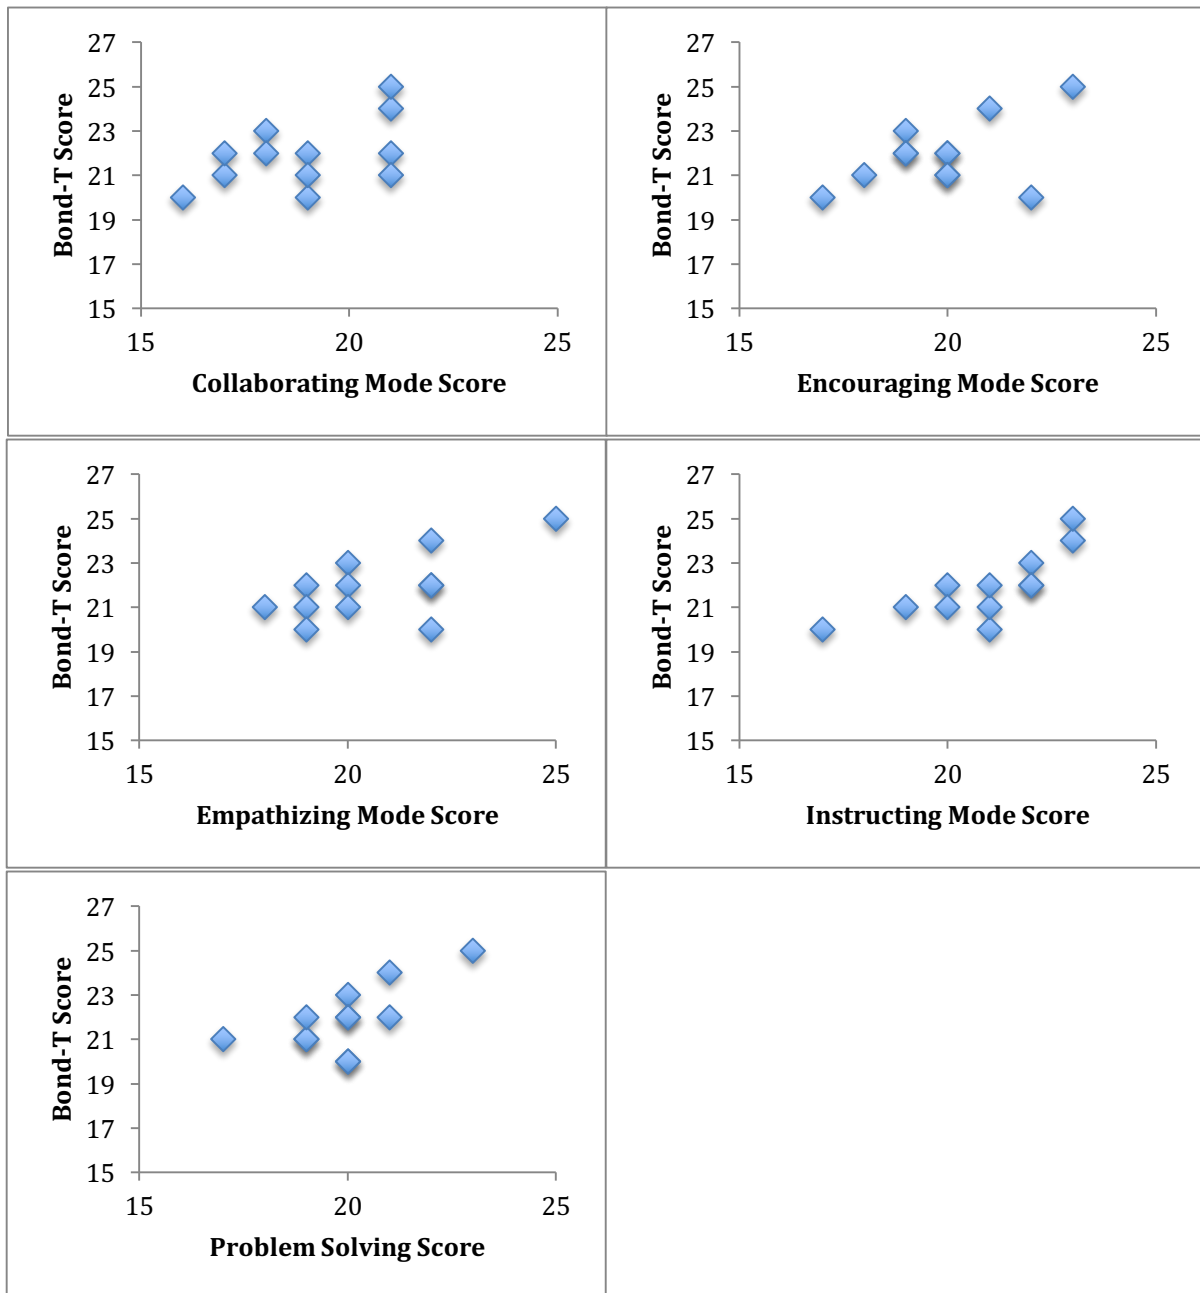 27
25
23
21
19
17
15
Bond-T Score
15 20 25
Collaborating Mode Score
27
25
23
21
19
17
15
Bond-T Score
15 20 25
Encouraging Mode Score
27
25
23
21
19
17
15
Bond-T Score
15 20 25
Empathizing Mode Score
27
25
23
21
19
17
15
Bond-T Score
15 20 25
Instructing Mode Score
27
25
23
21
19
17
15
Bond-T Score
15 20 25
Problem Solving Score